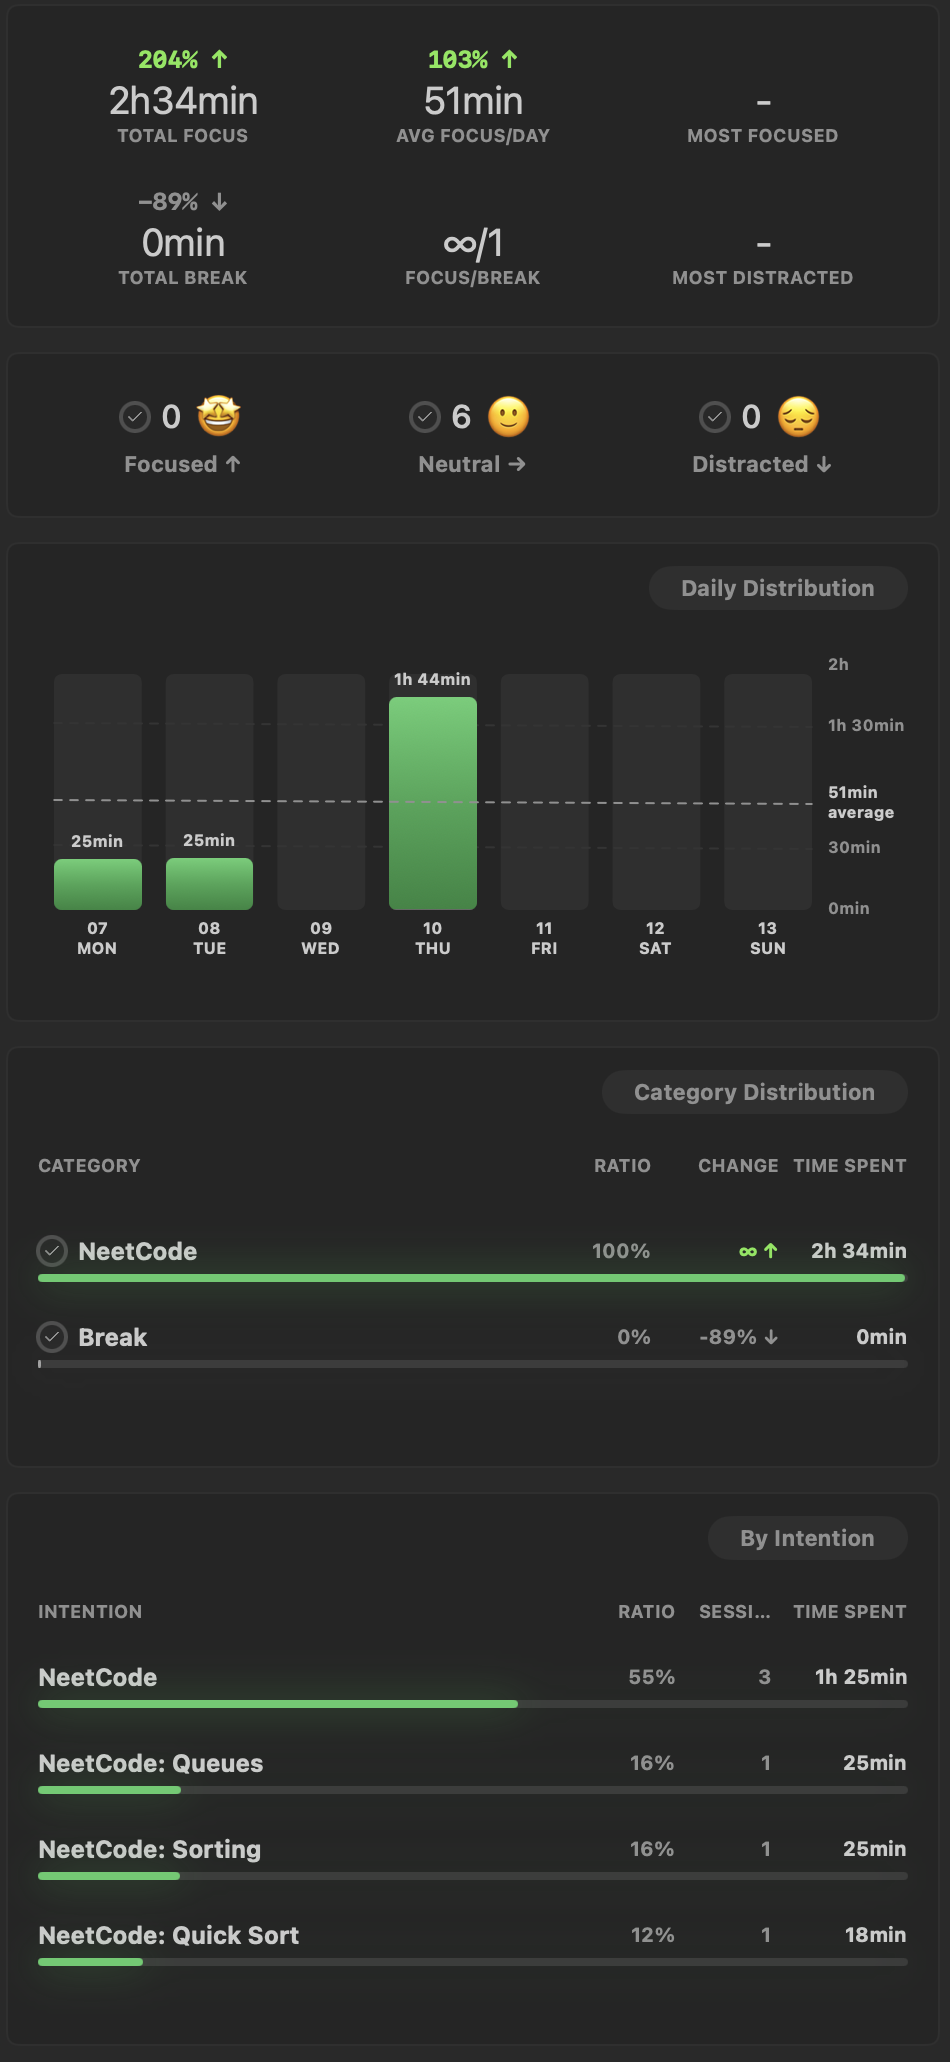 204% ↑ 103% ↑
2h34min 51min -
TOTAL FOCUS AVG FOCUS/DAY MOST FOCUSED
–89% ↓
0min ∞/1 -
TOTAL BREAK FOCUS/BREAK MOST DISTRACTED
0 6 0
Focused ↑ Neutral → Distracted ↓
Daily Distribution
2h
1h 44min
1h 30min
51min
average
25min 25min
30min
0min
07 08 09 10 11 12 13
MON TUE WED THU FRI SAT SUN
Category Distribution
CATEGORY RATIO CHANGE TIME SPENT
NeetCode 100% ∞ ↑ 2h 34min
Break 0% -89% ↓ 0min
By Intention
INTENTION RATIO SESSI... TIME SPENT
NeetCode 55% 3 1h 25min
NeetCode: Queues 16% 1 25min
NeetCode: Sorting 16% 1 25min
NeetCode: Quick Sort 12% 1 18min